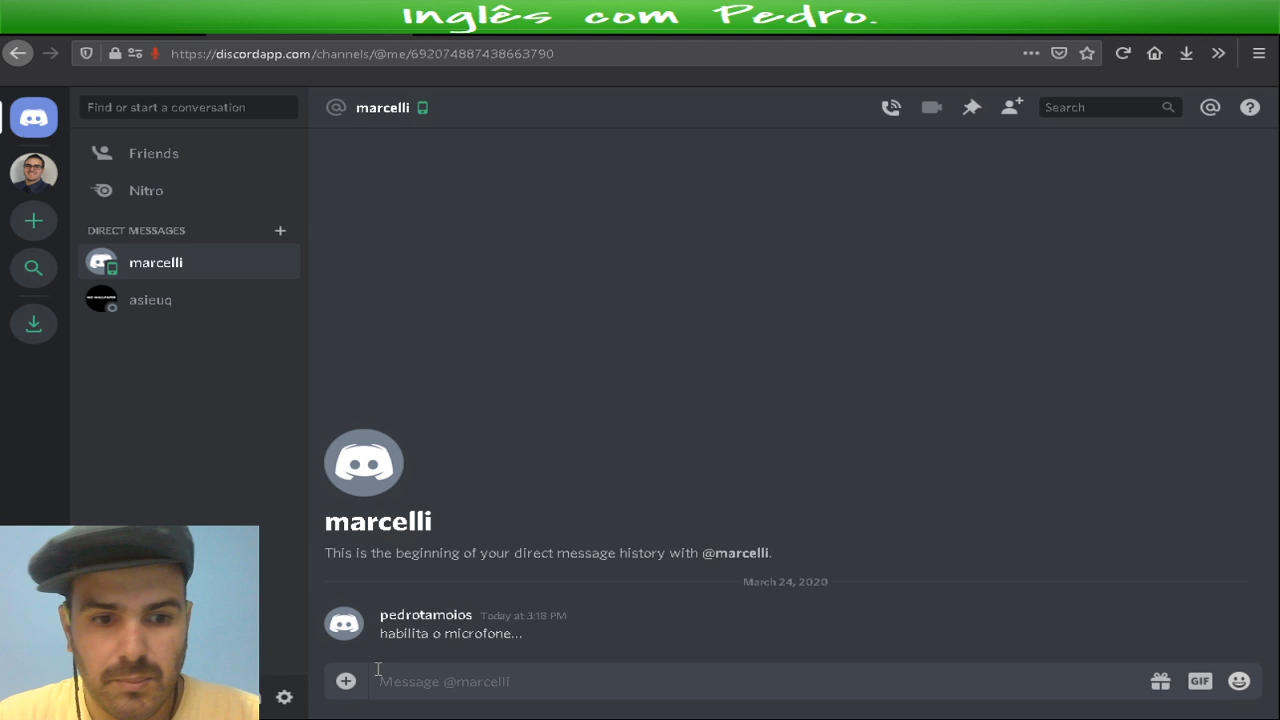 Inglês com Pedro.
https://discordapp.com/channels/@me/692074887438663790
Find or start a conversation
@ marcelli
Search
Friends
Nitro
DIRECT MESSAGES +
marcelli
asieuq
marcelli
This is the beginning of your direct message history with @marcelli.
March 24, 2020
pedrotamoios Today at 3:18 PM
habilita o microfone...
Message @marcelli
GIF